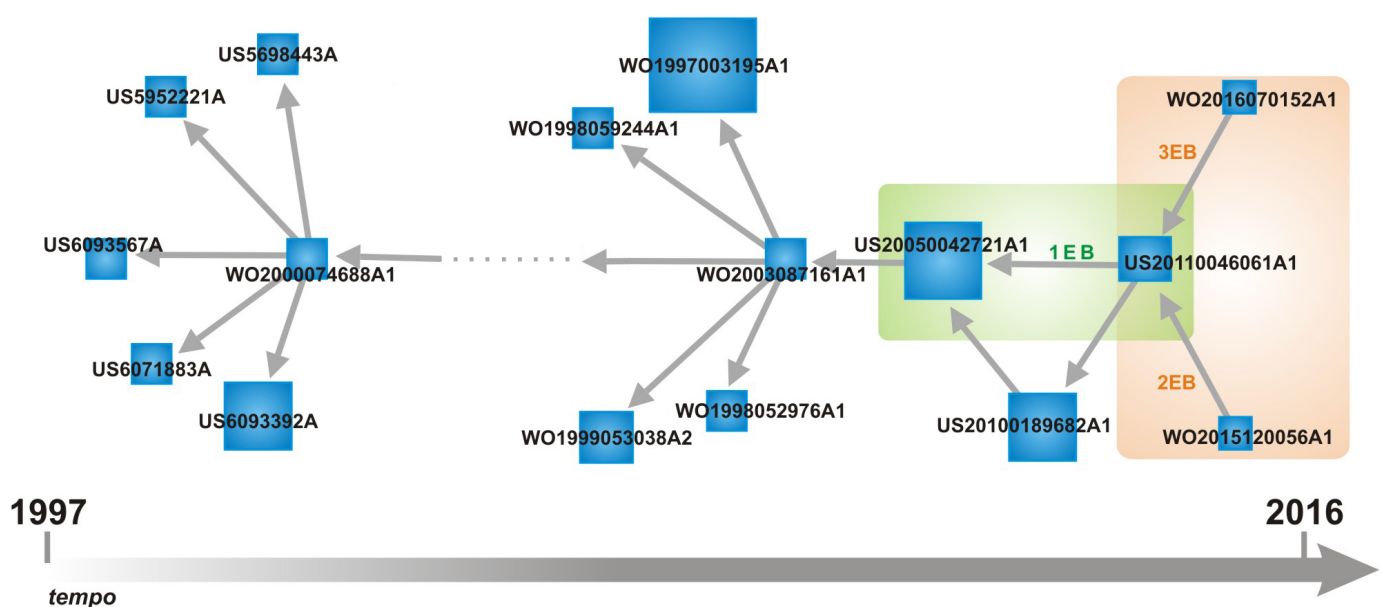 US5698443A
US5952221A
US6093567A
WO2000074688A1
US6071883A
US6093392A
WO1997003195A1
WO1998059244A1
WO2003087161A1
WO1999053038A2
WO1998052976A1
US20050042721A1
1EB
US20110046061A1
US20100189682A1
WO2016070152A1
3EB
2EB
WO2015120056A1
1997
2016
tempo